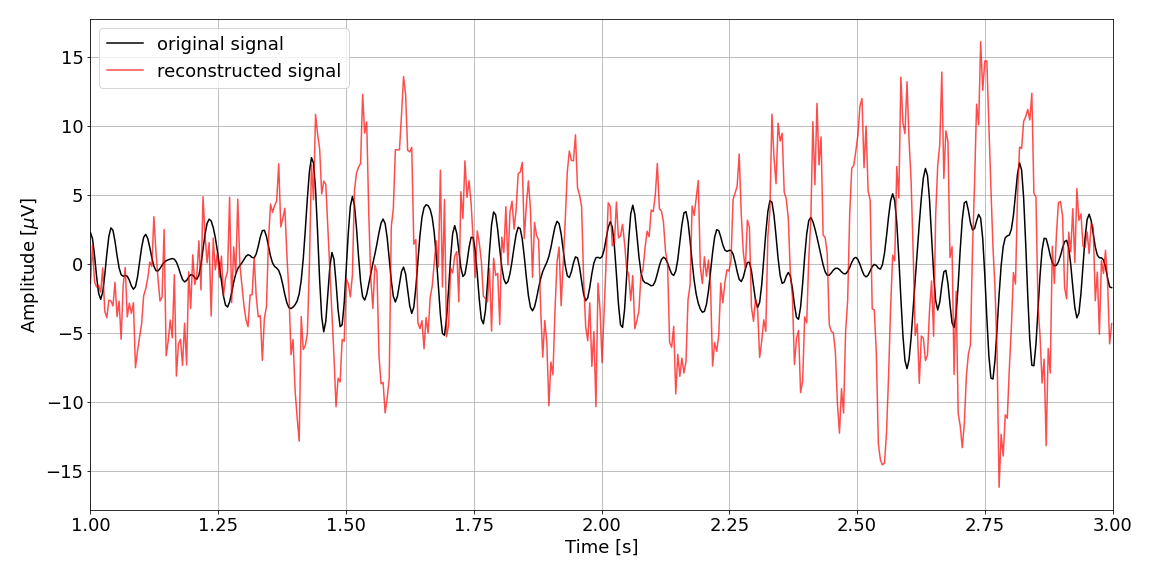 original signal
reconstructed signal
Amplitude [μV]
15
10
5
0
−5
−10
−15
1.00 1.25 1.50 1.75 2.00 2.25 2.50 2.75 3.00
Time [s]